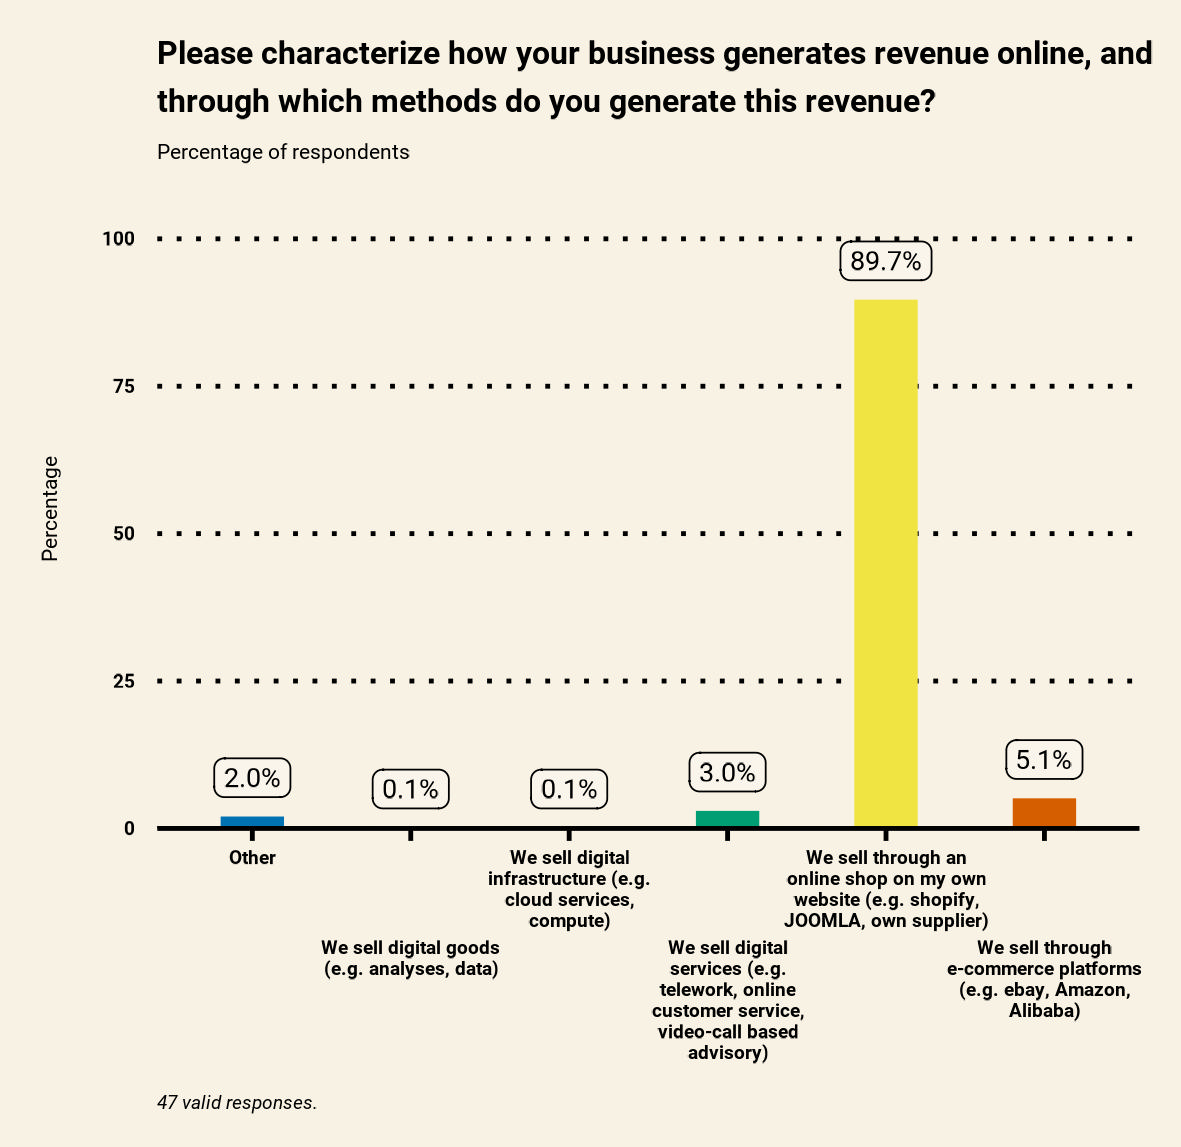 Please characterize how your business generates revenue online, and
through which methods do you generate this revenue?
Percentage of respondents
Percentage
100
75
50
25
0
2.0%
0.1%
0.1%
3.0%
89.7%
5.1%
Other
We sell digital goods
(e.g. analyses, data)
We sell digital
infrastructure (e.g.
cloud services,
compute)
We sell digital
services (e.g.
telework, online
customer service,
video-call based
advisory)
We sell through an
online shop on my own
website (e.g. shopify,
JOOMLA, own supplier)
We sell through
e-commerce platforms
(e.g. ebay, Amazon,
Alibaba)
47 valid responses.